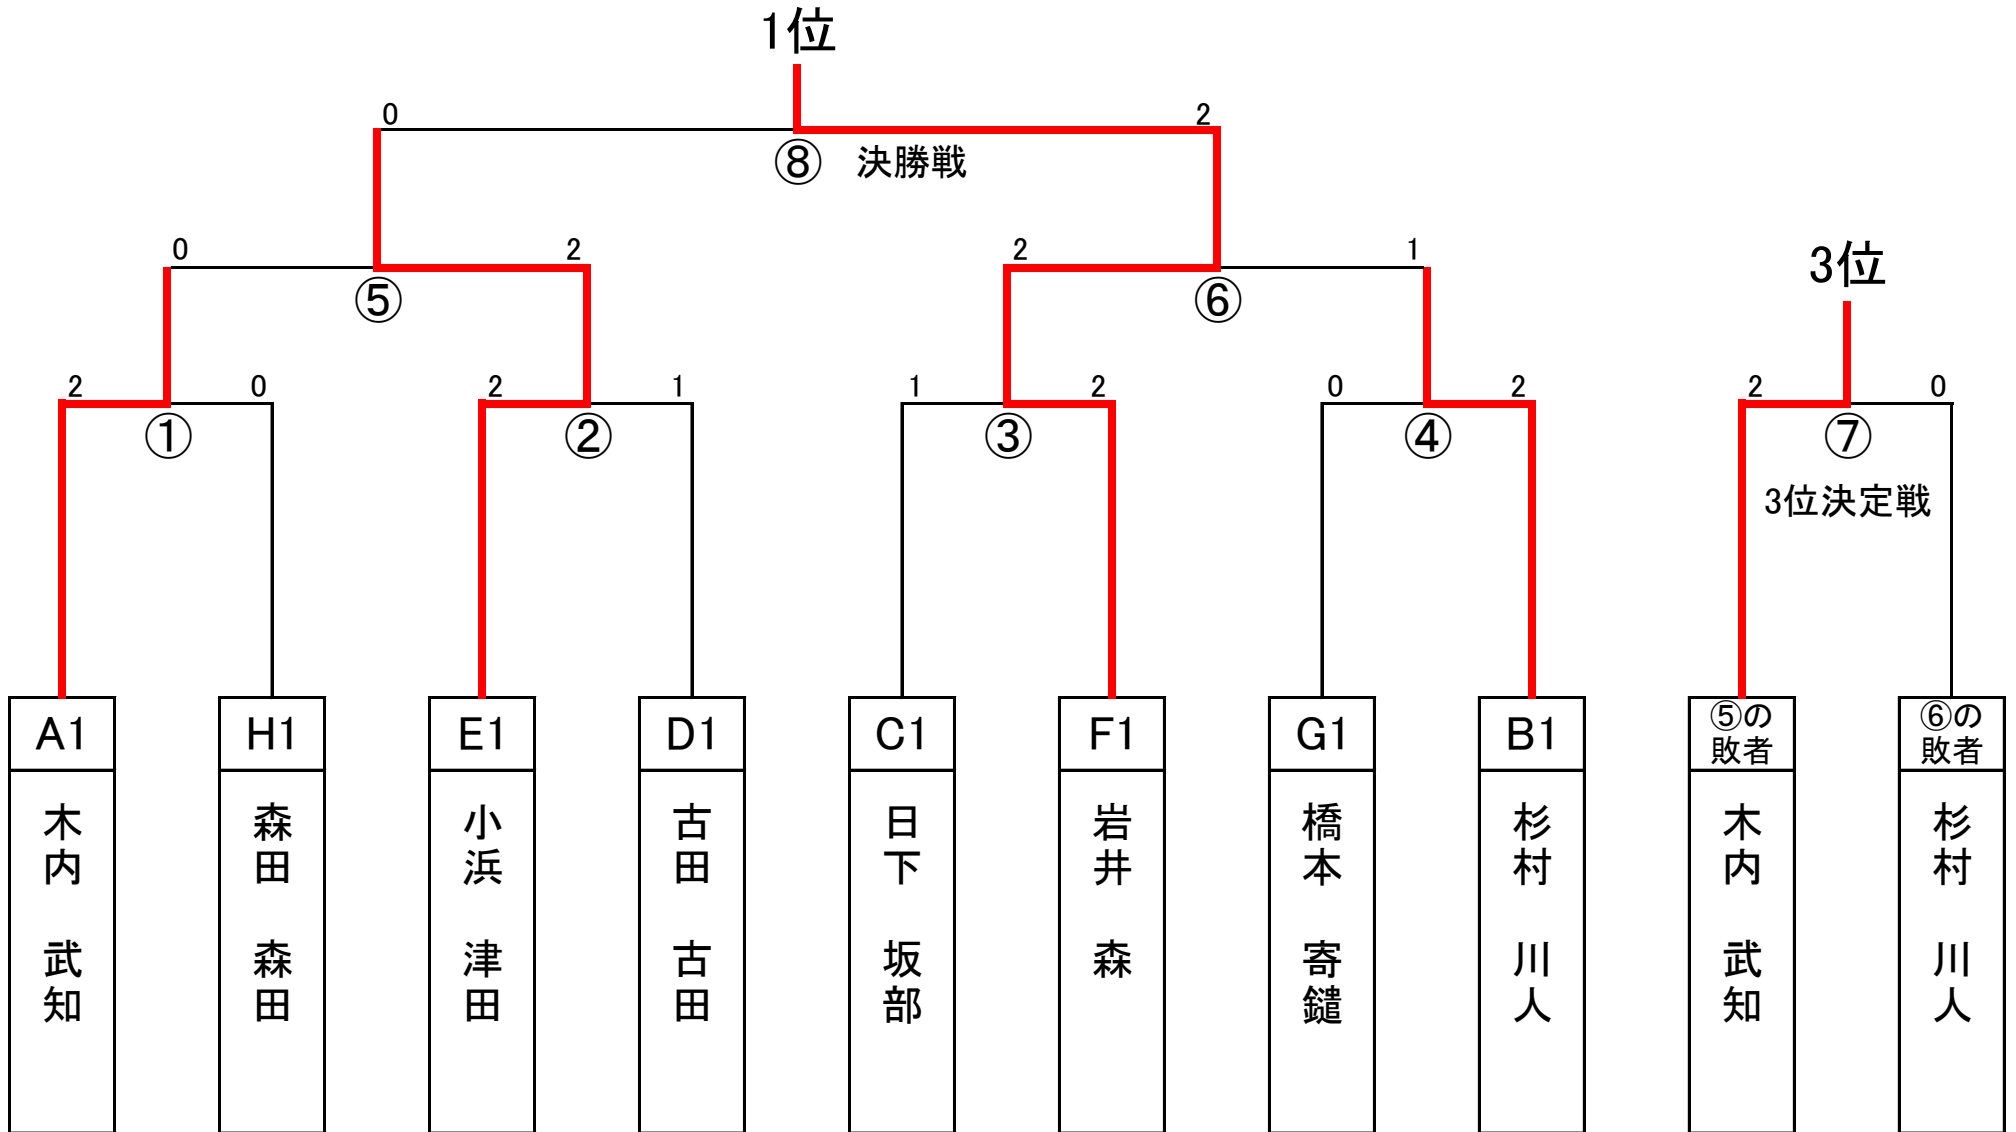 1位
0 2
⑧ 決勝戦
0 2 2 1
3位
⑤ ⑥
2 0 2 1 1 2 0 2 2 0
① ② ③ ④ ⑦
3位決定戦
A1 H1 E1 D1 C1 F1 G1 B1 ⑤の敗者 ⑥の敗者
木内 武知
森田 森田
小浜 津田
古田 古田
日下 坂部
岩井 森
橋本 寄鑓
杉村 川人
木内 武知
杉村 川人